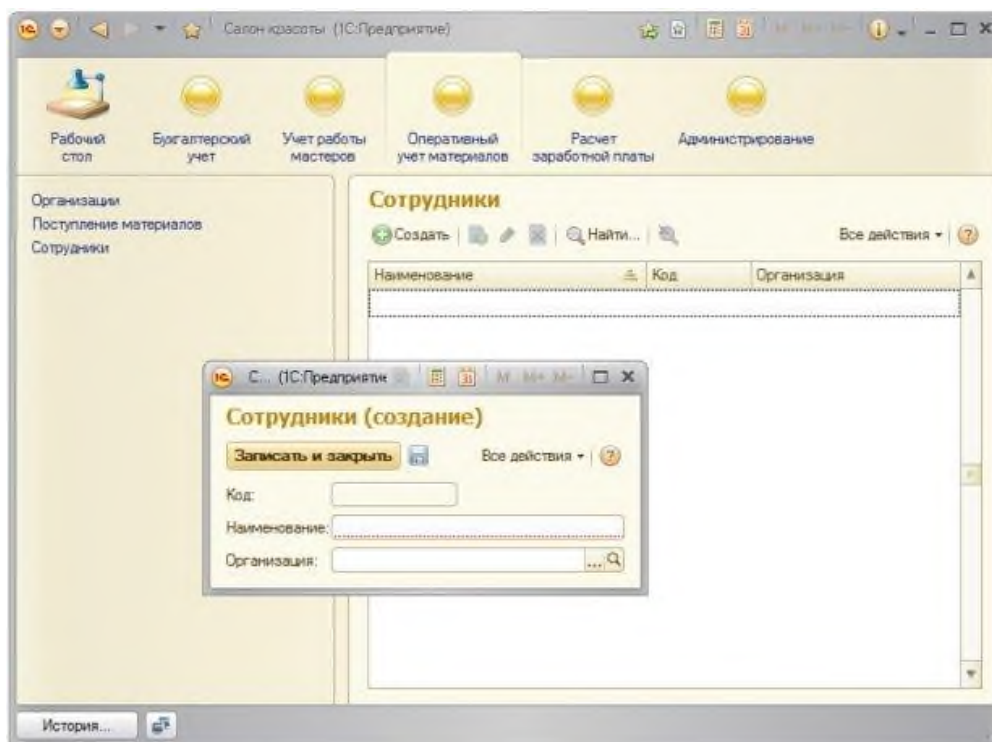 Салон красоты (1С:Предприятие)
M M+ M-
Рабочий
стол
Бухгалтерский
учет
Учет работы
мастеров
Оперативный
учет материалов
Расчет
заработной платы
Администрирование
Организации
Поступление материалов
Сотрудники
Сотрудники
Создать
Найти...
Все действия
Наименование
Код
Организация
С... (1С:Предприятие
M M+ M-
Сотрудники (создание)
Записать и закрыть
Все действия
Код:
Наименование:
Организация:
История...